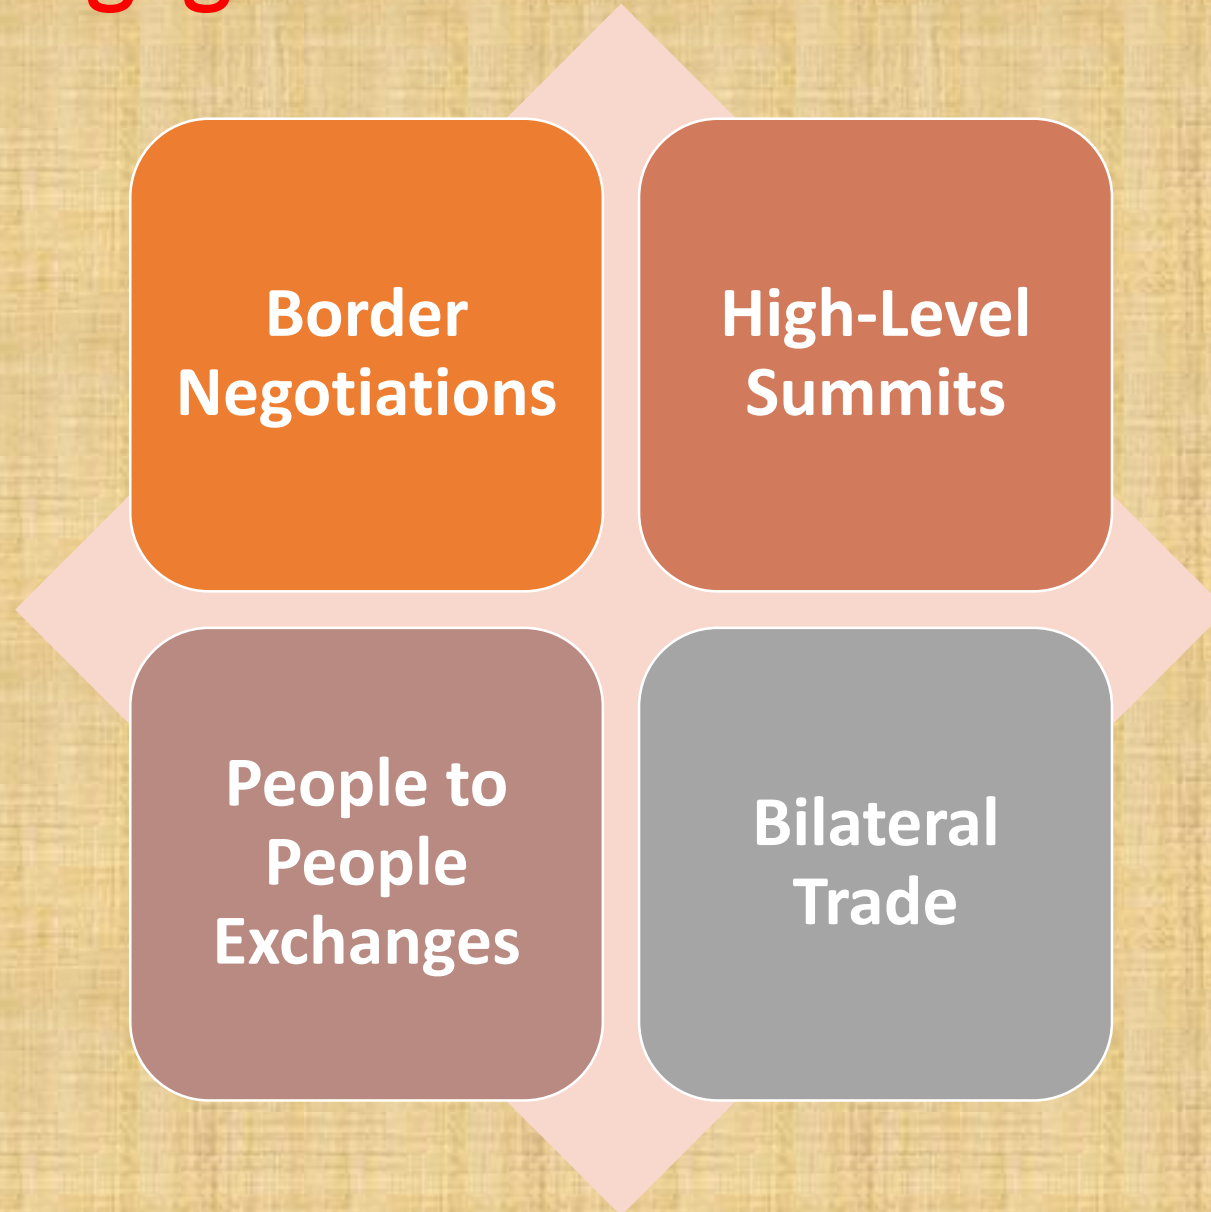 Border
Negotiations
High-Level
Summits
People to
People
Exchanges
Bilateral
Trade